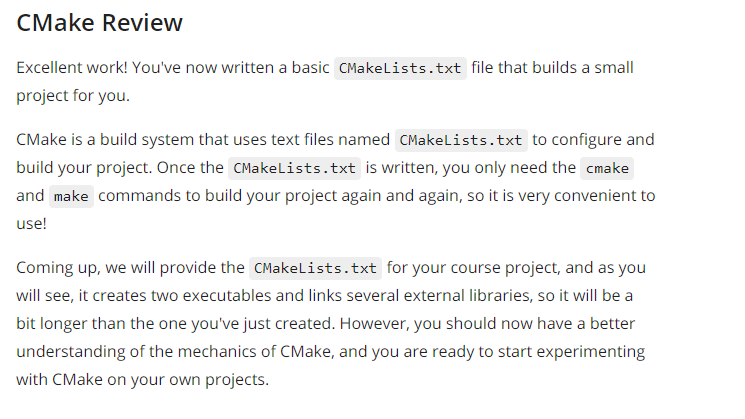 CMake Review
Excellent work! You've now written a basic CMakeLists.txt file that builds a small
project for you.
CMake is a build system that uses text files named CMakeLists.txt to configure and
build your project. Once the CMakeLists.txt is written, you only need the cmake
and make commands to build your project again and again, so it is very convenient to
use!
Coming up, we will provide the CMakeLists.txt for your course project, and as you
will see, it creates two executables and links several external libraries, so it will be a
bit longer than the one you've just created. However, you should now have a better
understanding of the mechanics of CMake, and you are ready to start experimenting
with CMake on your own projects.